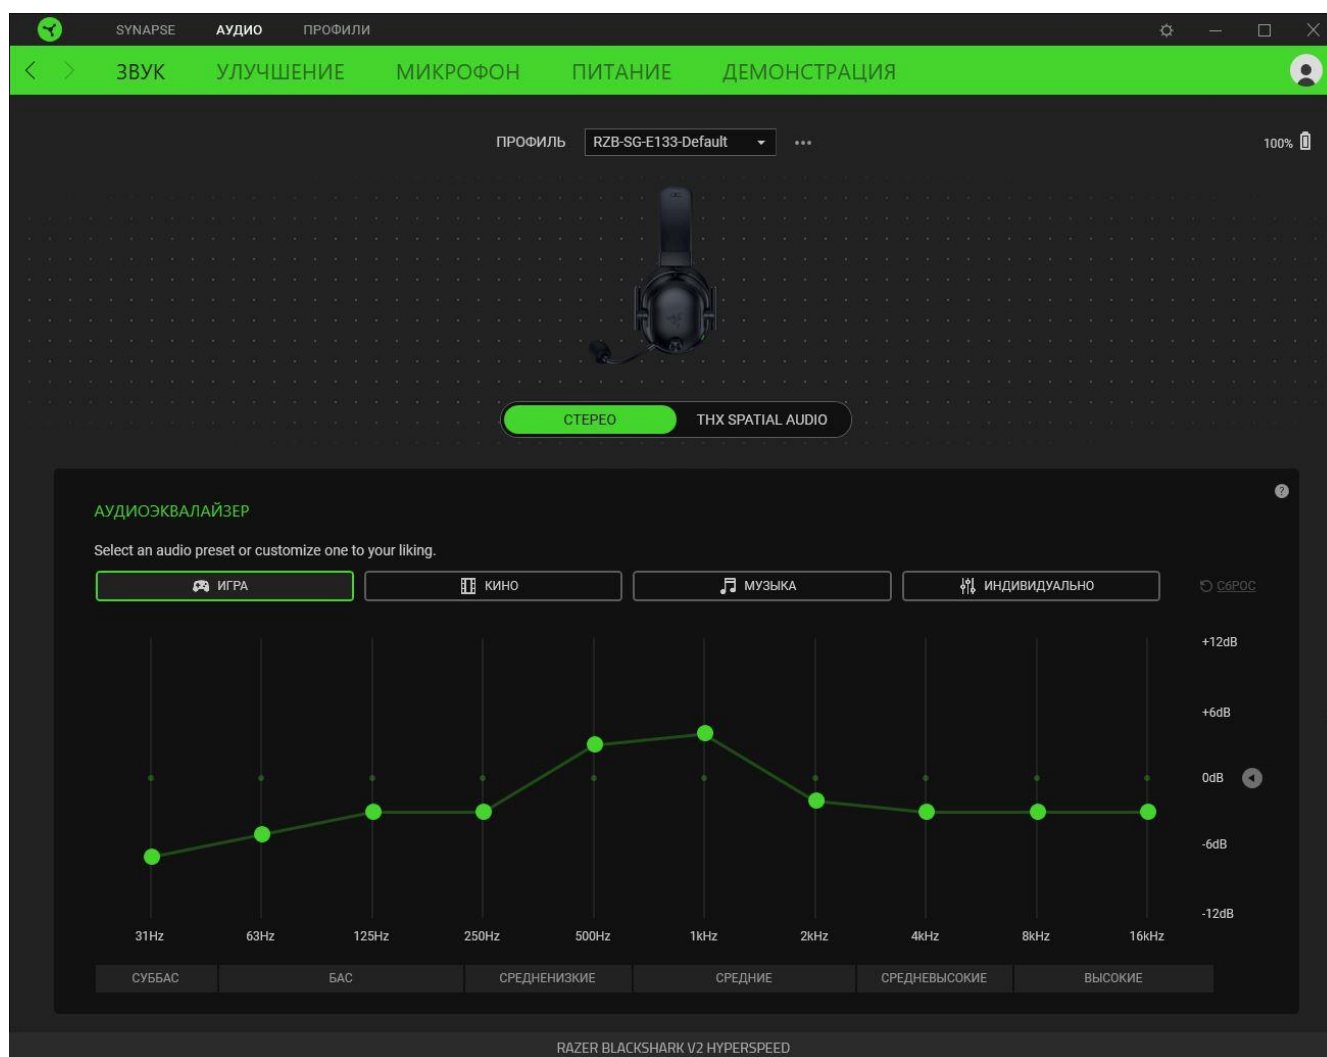 SYNAPSE АУДИО ПРОФИЛИ
ЗВУК УЛУЧШЕНИЕ МИКРОФОН ПИТАНИЕ ДЕМОНСТРАЦИЯ
ПРОФИЛЬ RZB-SG-E133-Default ••• 100%
СТЕРЕО THX SPATIAL AUDIO
АУДИОЭКВАЛАЙЗЕР
Select an audio preset or customize one to your liking.
ИГРА КИНО МУЗЫКА ИНДИВИДУАЛЬНО СбРОС
+12dB
+6dB
0dB
-6dB
-12dB
31Hz 63Hz 125Hz 250Hz 500Hz 1kHz 2kHz 4kHz 8kHz 16kHz
СУББАС БАС СРЕДНЕНИЗКИЕ СРЕДНИЕ СРЕДНЕВЫСОКИЕ ВЫСОКИЕ
RAZER BLACKSHARK V2 HYPERSPEED